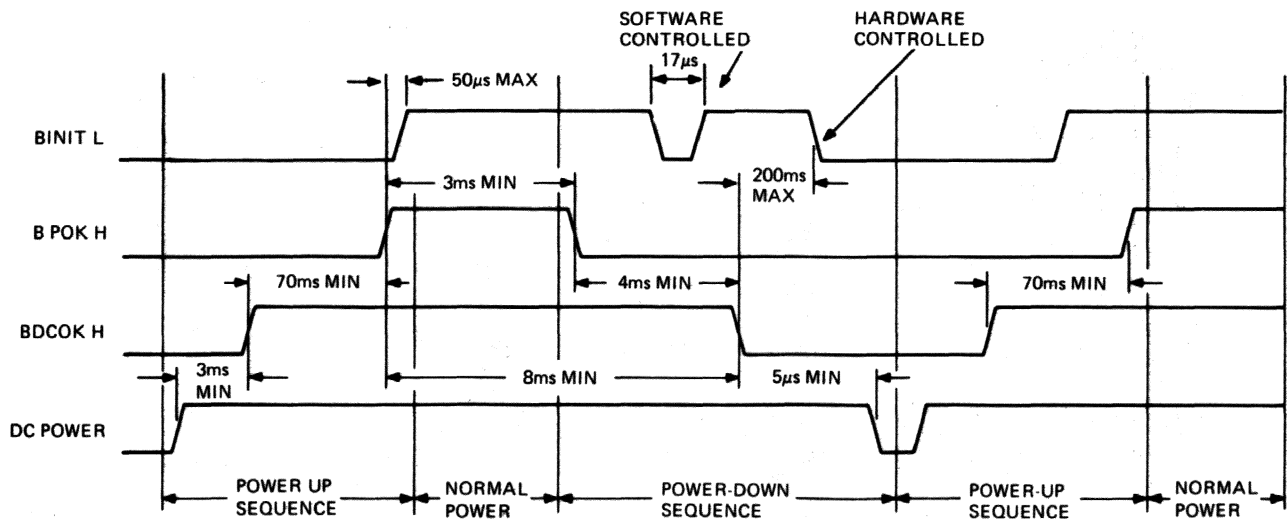 SOFTWARE
CONTROLLED
HARDWARE
CONTROLLED
17μs
50μs MAX
BINIT L
3ms MIN
200ms
MAX
B POK H
70ms MIN
4ms MIN
70ms MIN
BDCOK H
3ms
MIN
8ms MIN
5μs MIN
DC POWER
POWER UP
SEQUENCE
NORMAL
POWER
POWER-DOWN
SEQUENCE
POWER-UP
SEQUENCE
NORMAL
POWER